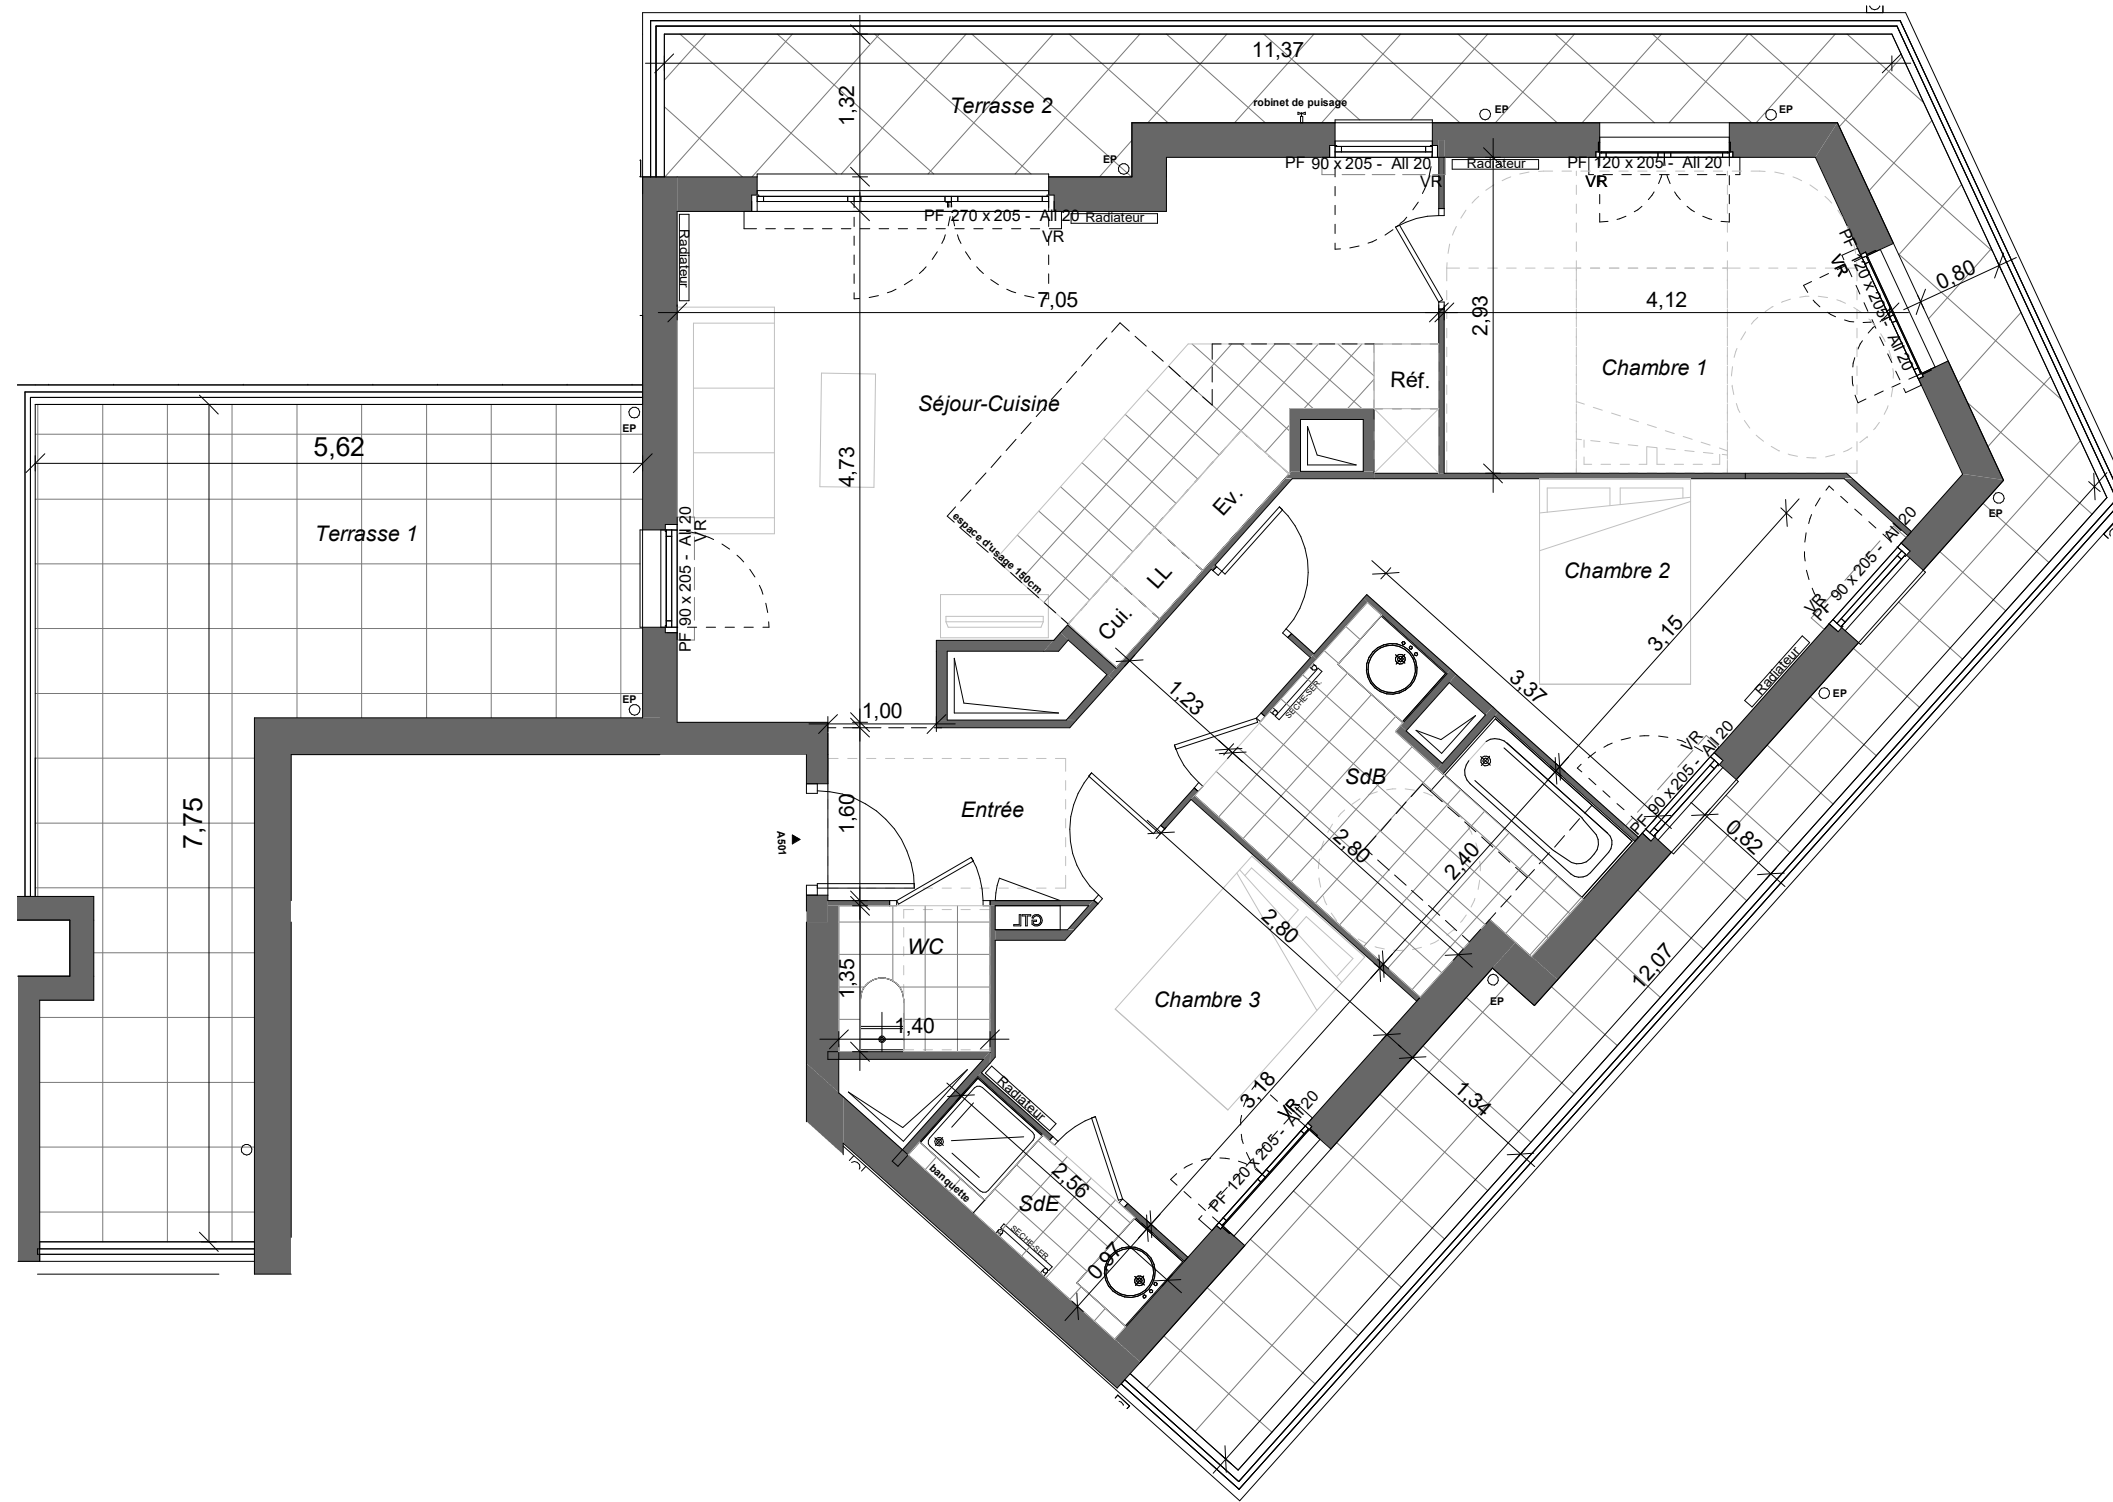 11,37
1,32
Terrasse 2
robinet de puisage
EP
EP
EP
PF 90 x 205 - All 20
VR
Radiateur
PF 120 x 205 - All 20
VR
PF 270 x 205 - All 20
VR
Radiateur
Radiateur
PF 120 x 205 - All 20
VR
0,80
7,05
2,93
4,12
Chambre 1
Réf.
Séjour-Cuisine
4,73
5,62
EP
Terrasse 1
PF 90 x 205 - All 20
VR
espace d'usage 150cm
Ev.
LL
Cui.
Chambre 2
PF 90 x 205 - All 20
VR
EP
3,15
3,37
Radiateur
EP
EP
1,00
1,23
SECHE-SER.
SdB
VR
PF 90 x 205 - All 20
7,75
1,60
Entrée
A501
2,80
2,40
0,82
GTL
WC
2,80
1,35
1,40
Chambre 3
12,07
EP
Radiateur
3,18
VR
PF 120 x 205 - All 20
1,34
banquette
2,56
SdE
SECHE-SER.
0,97